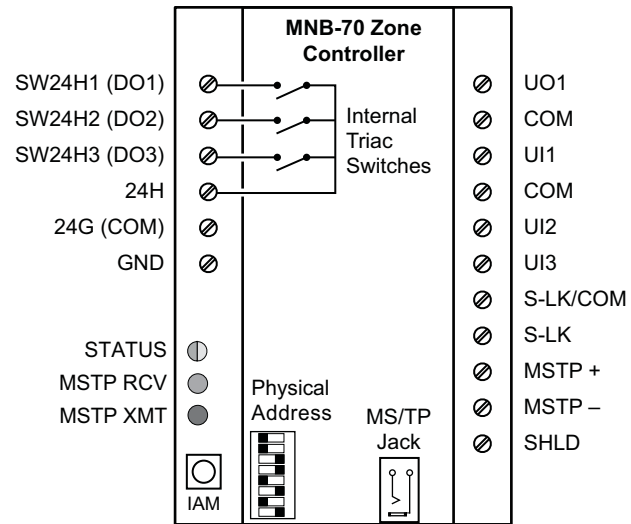 MNB-70 Zone
Controller
SW24H1 (DO1)
SW24H2 (DO2)
SW24H3 (DO3)
24H
24G (COM)
GND
Internal
Triac
Switches
UO1
COM
UI1
COM
UI2
UI3
S-LK/COM
S-LK
MSTP +
MSTP –
SHLD
STATUS
MSTP RCV
MSTP XMT
IAM
Physical
Address
MS/TP
Jack